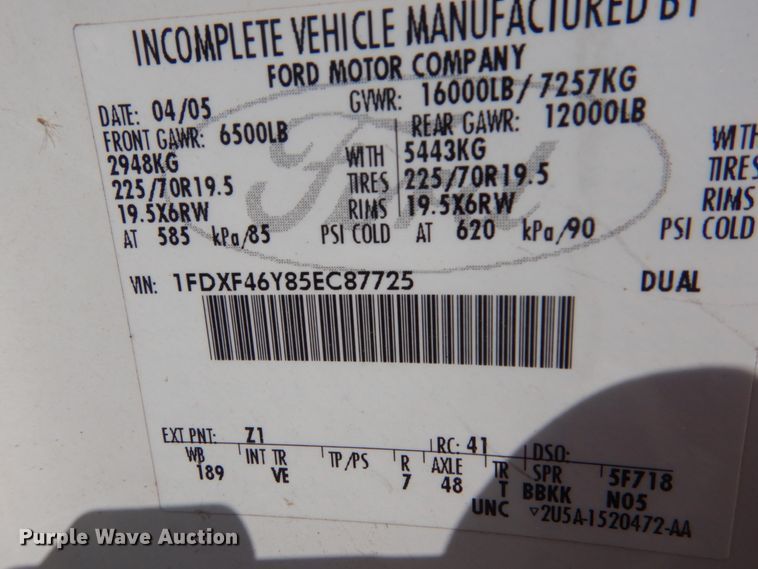 INCOMPLETE VEHICLE MANUFACTURED BY
FORD MOTOR COMPANY
DATE: 04/05 GVWR: 16000LB / 7257KG
FRONT GAWR: 6500LB REAR GAWR: 12000LB
2948KG WITH 5443KG WITH
225/70R19.5 TIRES 225/70R19.5 TIRES
19.5X6RW RIMS 19.5X6RW RIMS
AT 585 kPa/85 PSI COLD AT 620 kPa/90 PSI COLD
VIN: 1FDXF46Y85EC87725 DUAL
EXT PNT: Z1 RC: 41 DSO:
WB INT TR TP/PS R AXLE TR SPR 5F718
189 VE 7 48 T BBKK N05
UNC ▽2U5A-1520472-AA
Ford
Purple Wave Auction